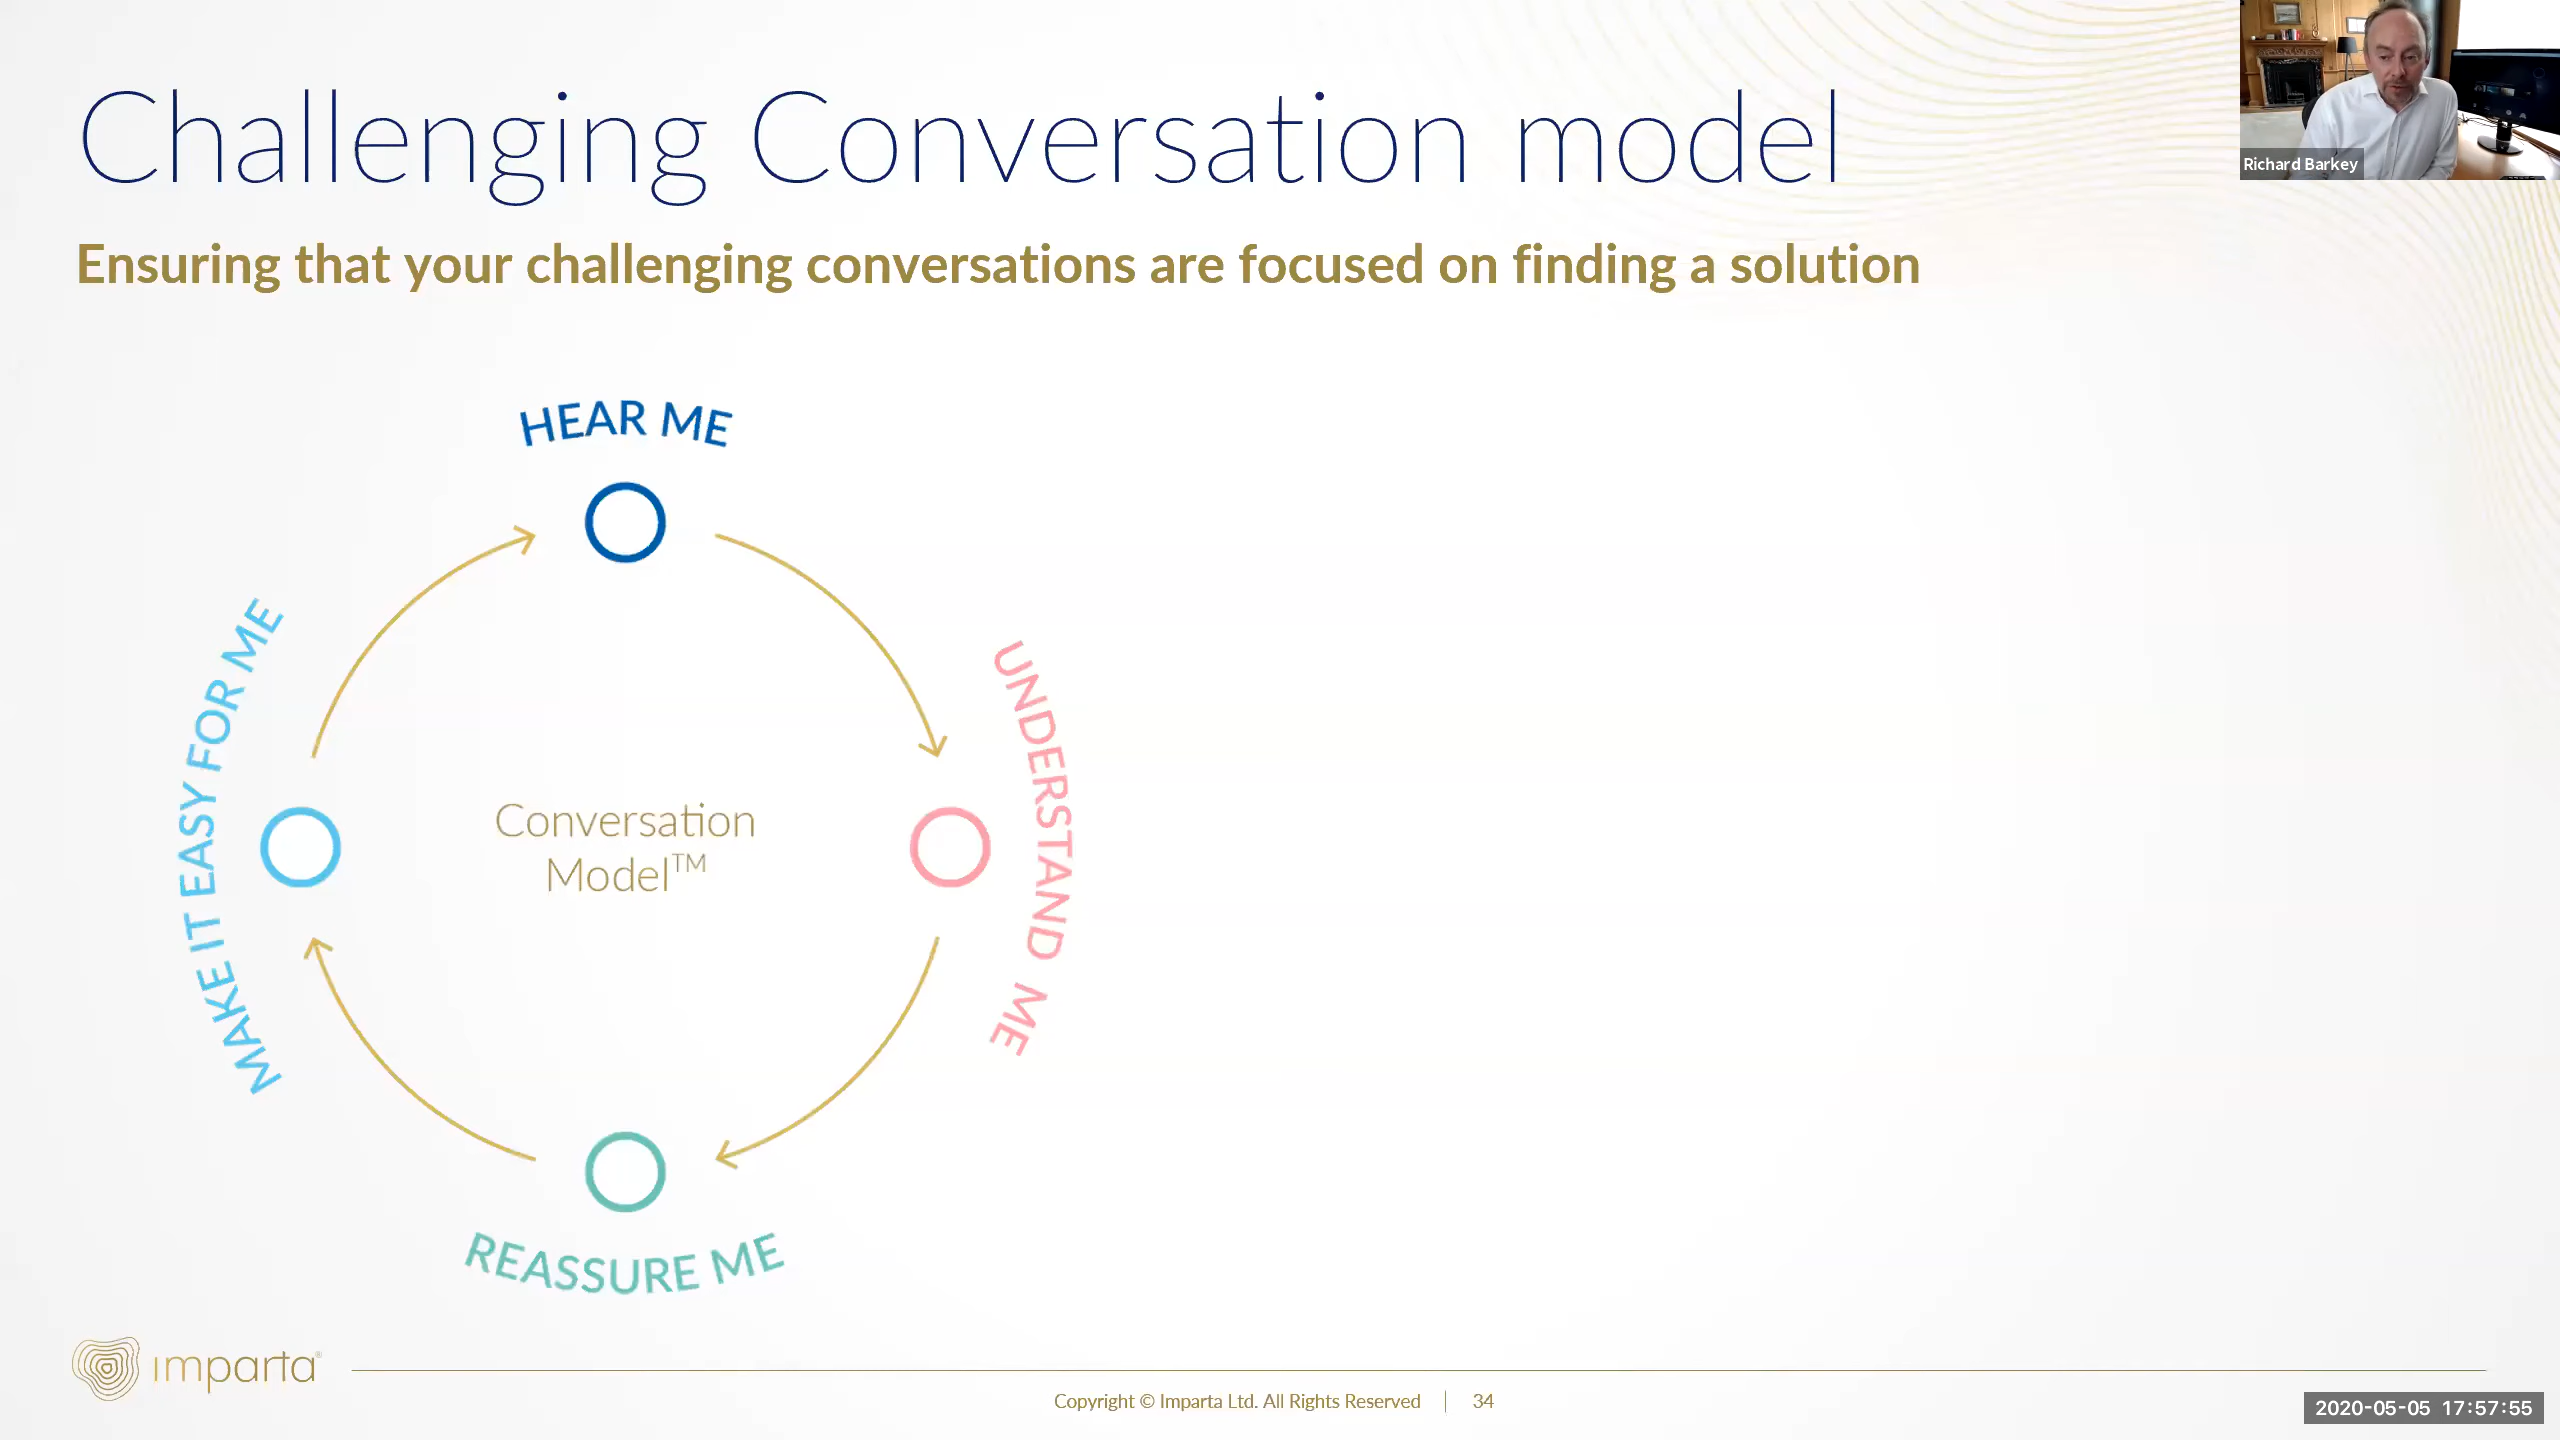 Challenging Conversation model
Richard Barkey
Ensuring that your challenging conversations are focused on finding a solution
HEAR ME
UNDERSTAND ME
REASSURE ME
MAKE IT EASY FOR ME
Conversation
Model™
imparta®
Copyright © Imparta Ltd. All Rights Reserved | 34
2020-05-05 17:57:55